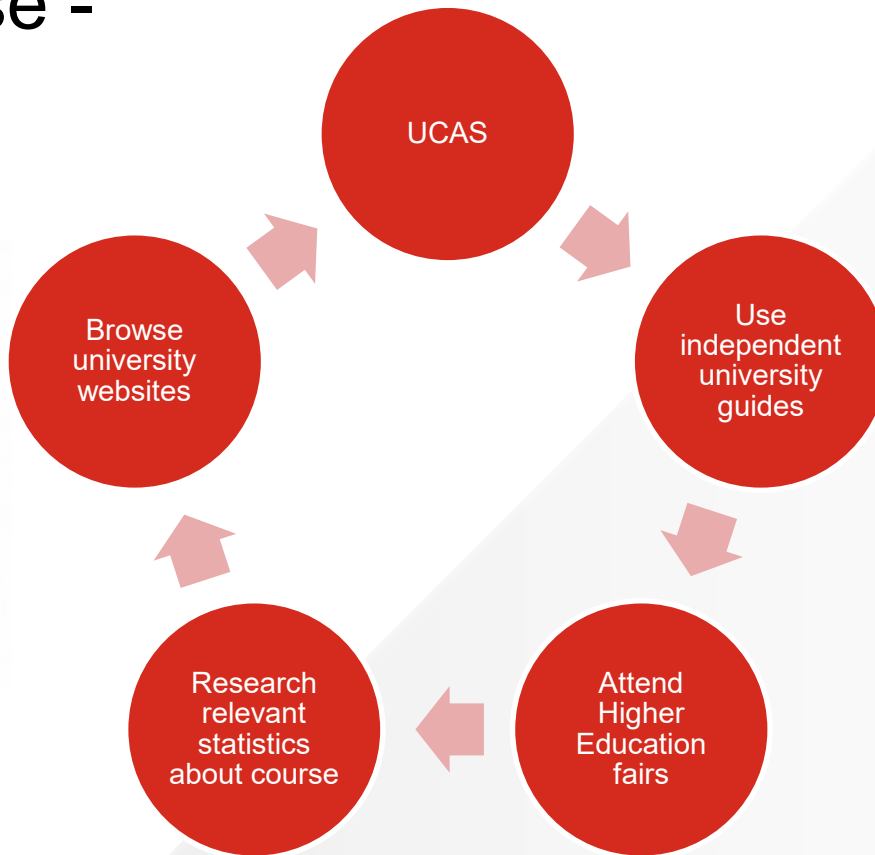 se -
UCAS
Use
independent
university
guides
Attend
Higher
Education
fairs
Research
relevant
statistics
about course
Browse
university
websites